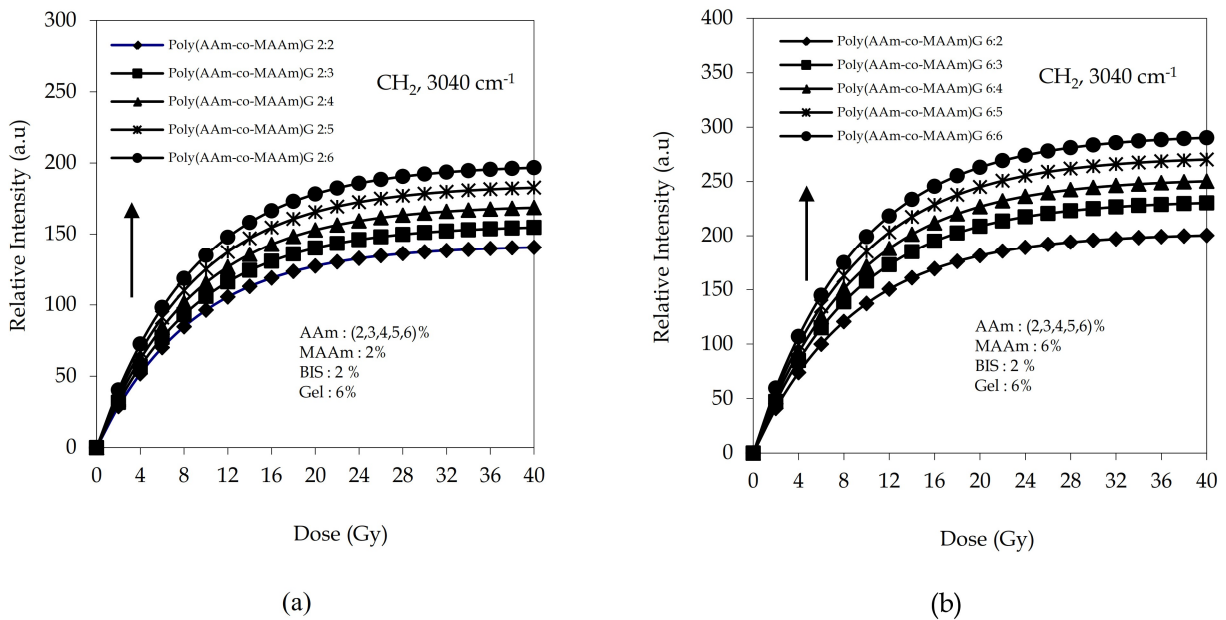 300
250
200
150
100
50
0
Relative Intensity (a.u)
Poly(AAm-co-MAAm)G 2:2
Poly(AAm-co-MAAm)G 2:3
Poly(AAm-co-MAAm)G 2:4
Poly(AAm-co-MAAm)G 2:5
Poly(AAm-co-MAAm)G 2:6
CH2, 3040 cm-1
AAm : (2,3,4,5,6)%
MAAm : 2%
BIS : 2 %
Gel : 6%
0 4 8 12 16 20 24 28 32 36 40
Dose (Gy)
(a)
400
350
300
250
200
150
100
50
0
Relative Intensity (a.u)
Poly(AAm-co-MAAm)G 6:2
Poly(AAm-co-MAAm)G 6:3
Poly(AAm-co-MAAm)G 6:4
Poly(AAm-co-MAAm)G 6:5
Poly(AAm-co-MAAm)G 6:6
CH2, 3040 cm-1
AAm : (2,3,4,5,6)%
MAAm : 6%
BIS : 2 %
Gel : 6%
0 4 8 12 16 20 24 28 32 36 40
Dose (Gy)
(b)